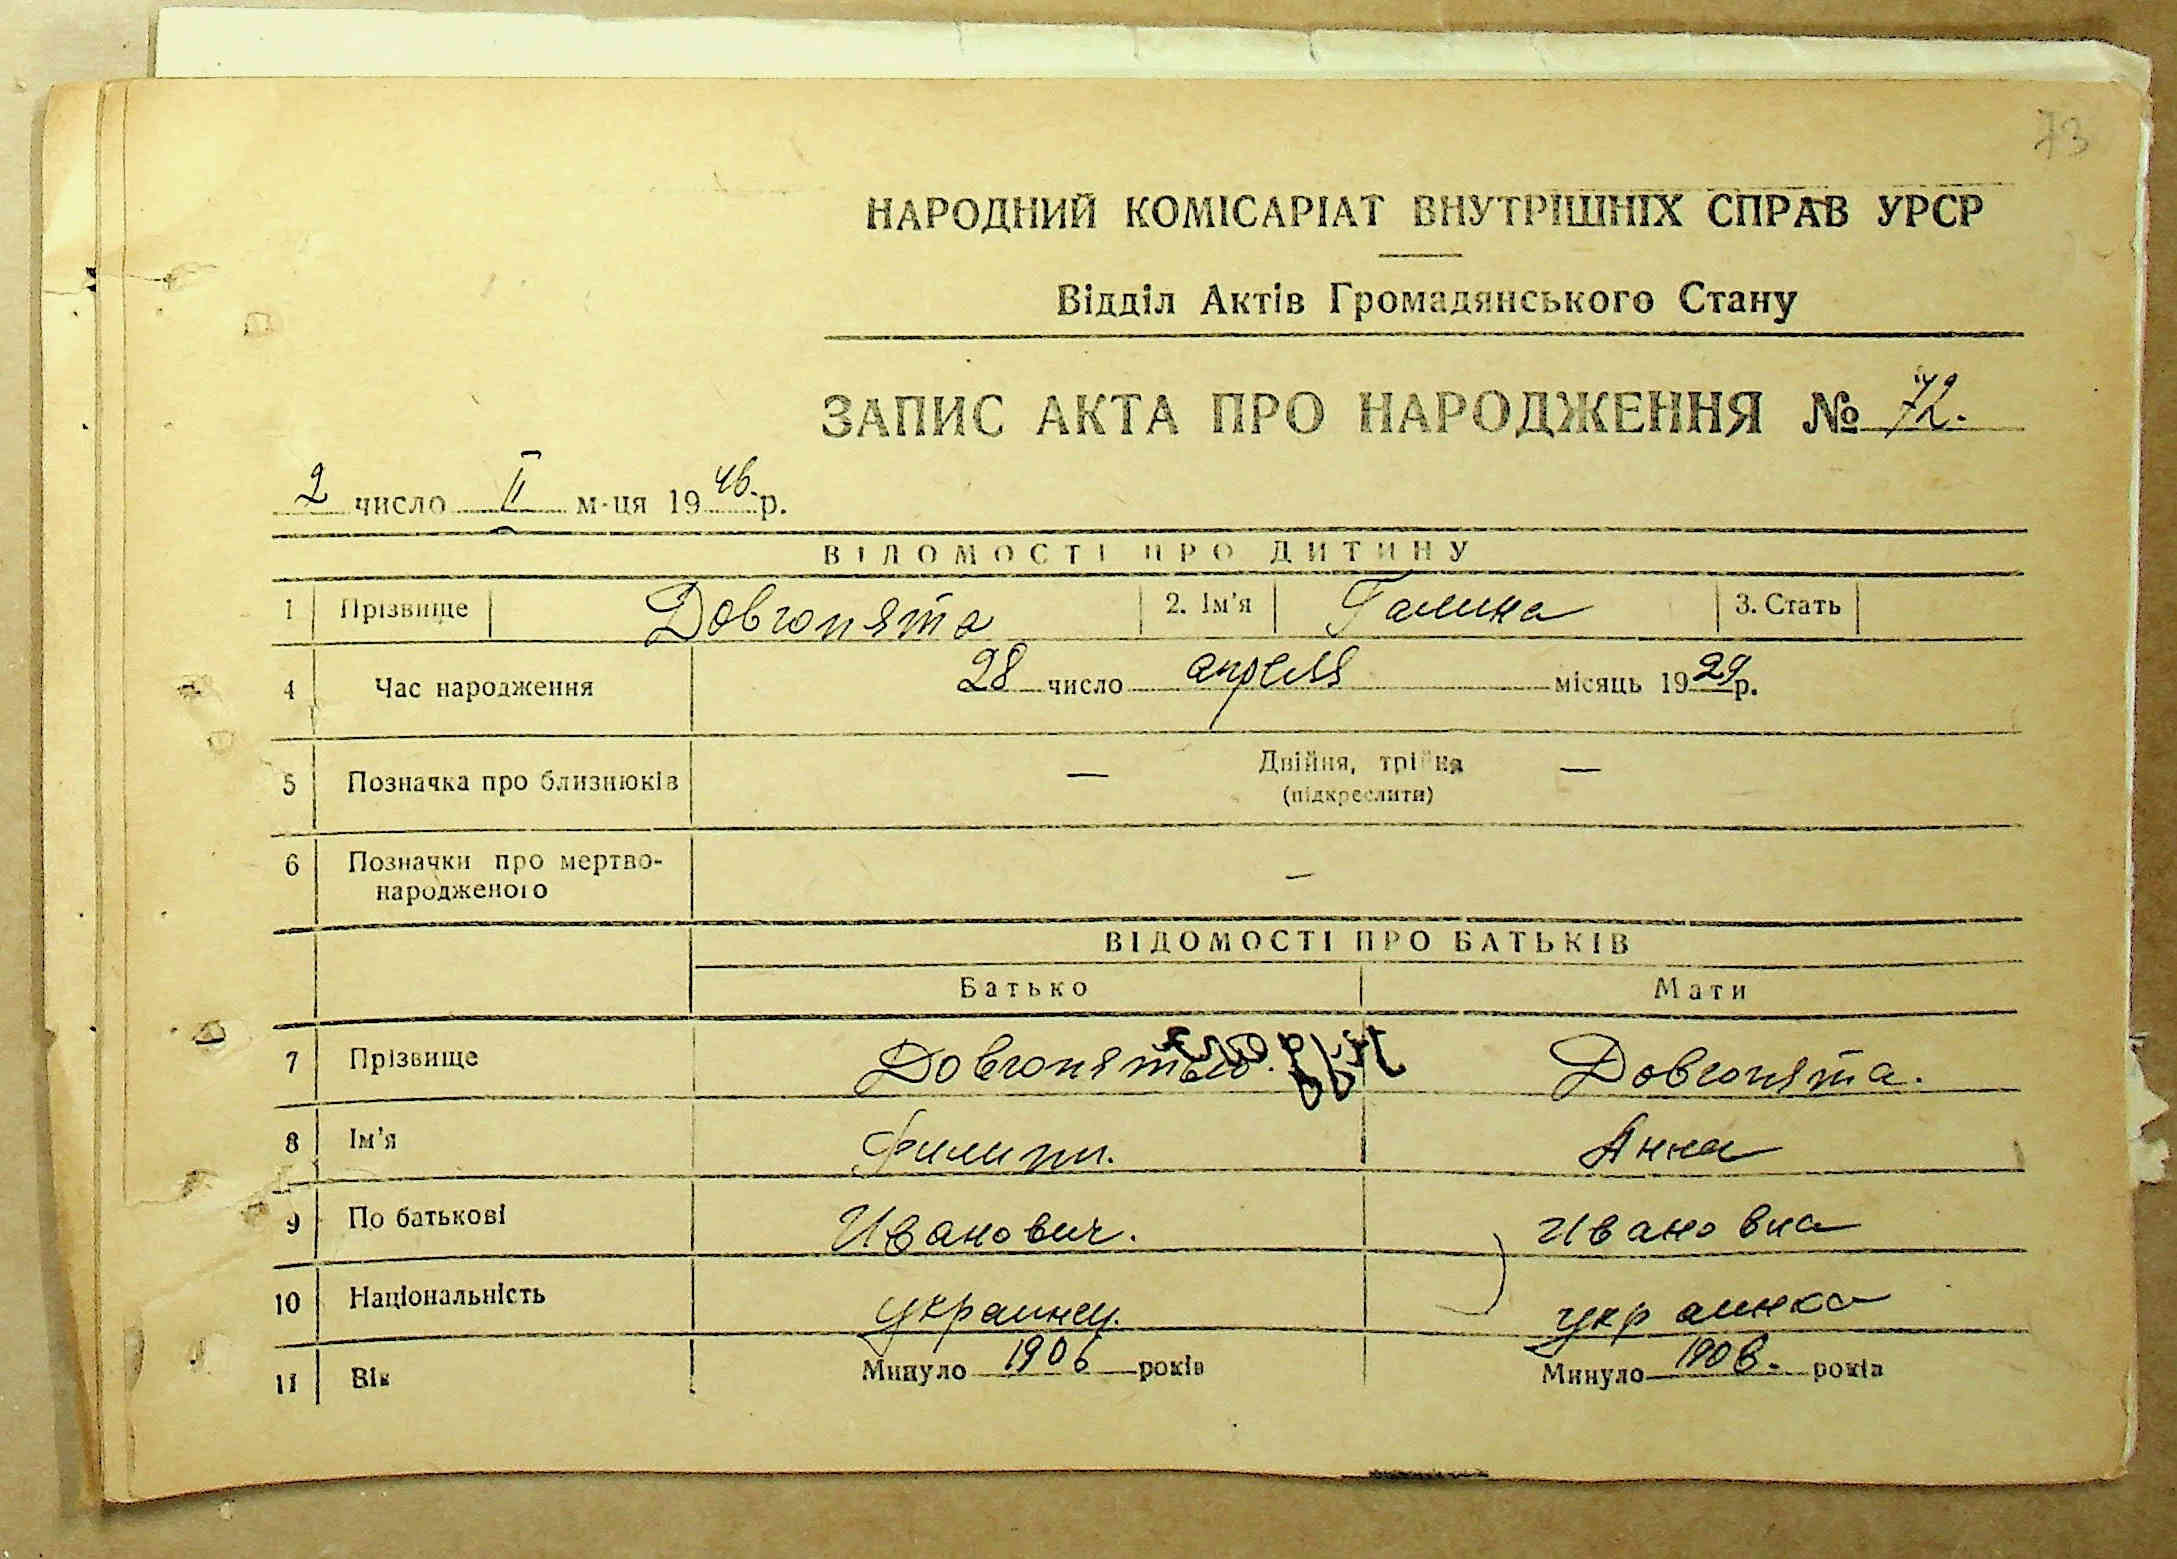 73
НАРОДНИЙ КОМІСАРІАТ ВНУТРІШНІХ СПРАВ УРСР
Відділ Актів Громадянського Стану
ЗАПИС АКТА ПРО НАРОДЖЕННЯ № 72.
2 число II м-ця 1946.р.
ВІДОМОСТІ ПРО ДИТИНУ
1 Прізвище Довгопята 2. Ім'я Галина 3. Стать
4 Час народження 28 число апреля місяць 1929 р.
5 Позначка про близнюків — Двійня, трійня —
(підкреслити)
6 Позначки про мертво-
народженого —
ВІДОМОСТІ ПРО БАТЬКІВ
Батько Мати
7 Прізвище Довгопятый. Довгопята.
8 Ім'я Филипп. Анна
9 По батькові Иванович. Ивановна
10 Національність украинец. украинка
11 Вік Минуло 1906 років Минуло 1908. років